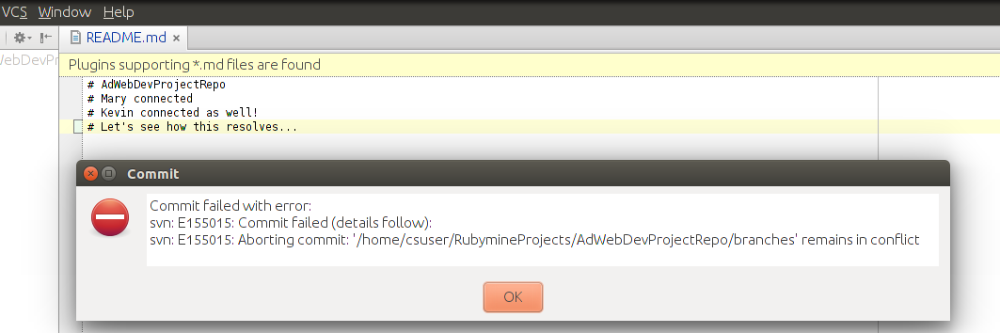 VCS Window Help
README.md
Plugins supporting *.md files are found
# AdWebDevProjectRepo
# Mary connected
# Kevin connected as well!
# Let's see how this resolves...
Commit
Commit failed with error:
svn: E155015: Commit failed (details follow):
svn: E155015: Aborting commit: '/home/csuser/RubymineProjects/AdWebDevProjectRepo/branches' remains in conflict
OK